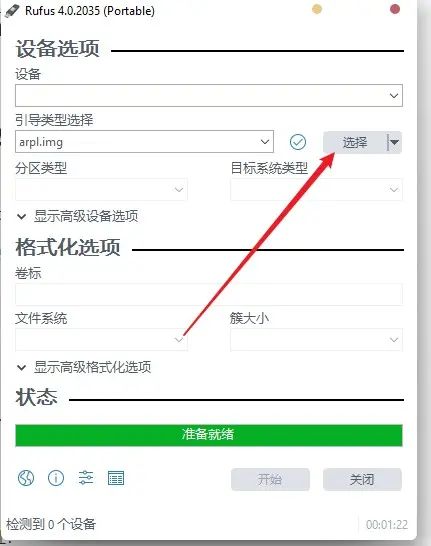 Rufus 4.0.2035 (Portable)
设备选项
设备
引导类型选择
arpl.img
选择
分区类型
目标系统类型
显示高级设备选项
格式化选项
卷标
文件系统
簇大小
显示高级格式化选项
状态
准备就绪
开始
关闭
检测到 0 个设备
00:01:22